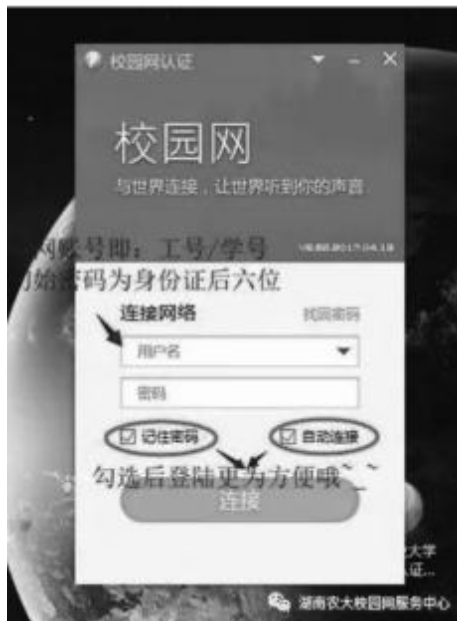 校园网认证
校园网
与世界连接，让世界听到你的声音
网账号即：工号/学号
始密码为身份证后六位
连接网络 找回密码
用户名
密码
记住密码 自动连接
勾选后登陆更为方便哦~~
连接
大学
证...
湖南农大校园网服务中心